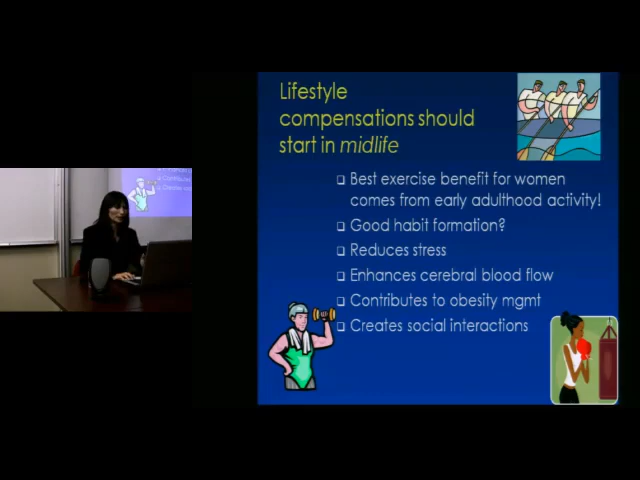 Lifestyle
compensations should
start in midlife
Best exercise benefit for women
comes from early adulthood activity!
Good habit formation?
Reduces stress
Enhances cerebral blood flow
Contributes to obesity mgmt
Creates social interactions